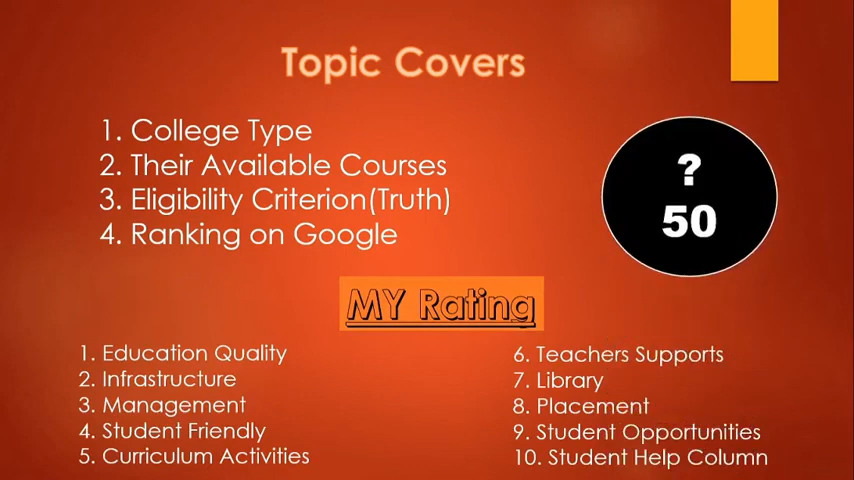 Topic Covers
1. College Type
2. Their Available Courses
3. Eligibility Criterion(Truth)
4. Ranking on Google
?
50
MY Rating
1. Education Quality
2. Infrastructure
3. Management
4. Student Friendly
5. Curriculum Activities
6. Teachers Supports
7. Library
8. Placement
9. Student Opportunities
10. Student Help Column